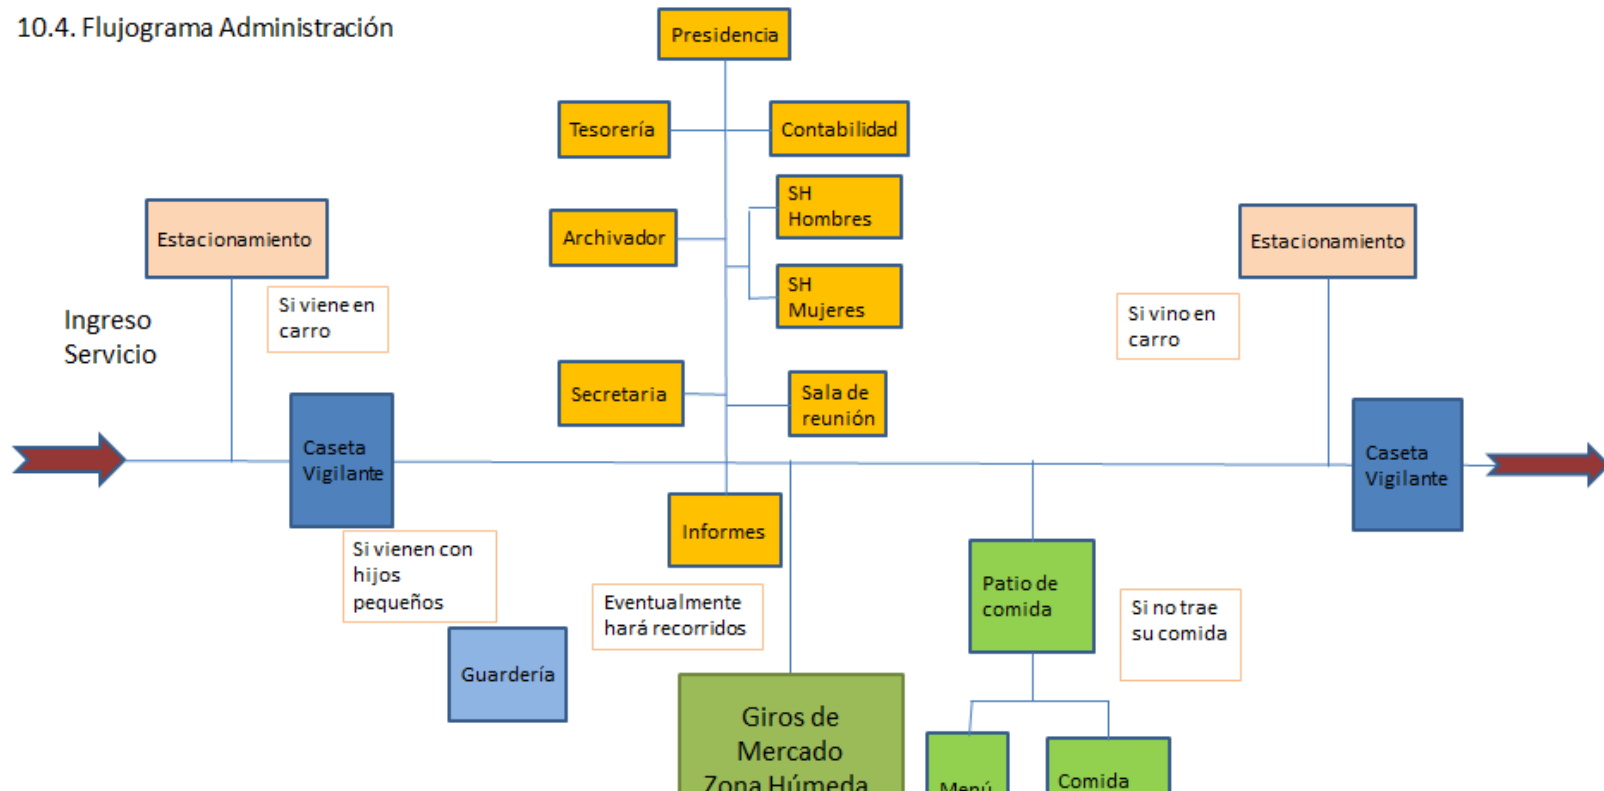 10.4. Flujograma Administración
Presidencia
Tesorería
Contabilidad
SH
Hombres
Archivador
SH
Mujeres
Estacionamiento
Si viene en
carro
Ingreso
Servicio
Estacionamiento
Si vino en
carro
Secretaria
Sala de
reunión
Caseta
Vigilante
Caseta
Vigilante
Informes
Si vienen con
hijos
pequeños
Eventualmente
hará recorridos
Patio de
comida
Si no trae
su comida
Guardería
Giros de
Mercado
Zona Húmeda
Menú
Comida